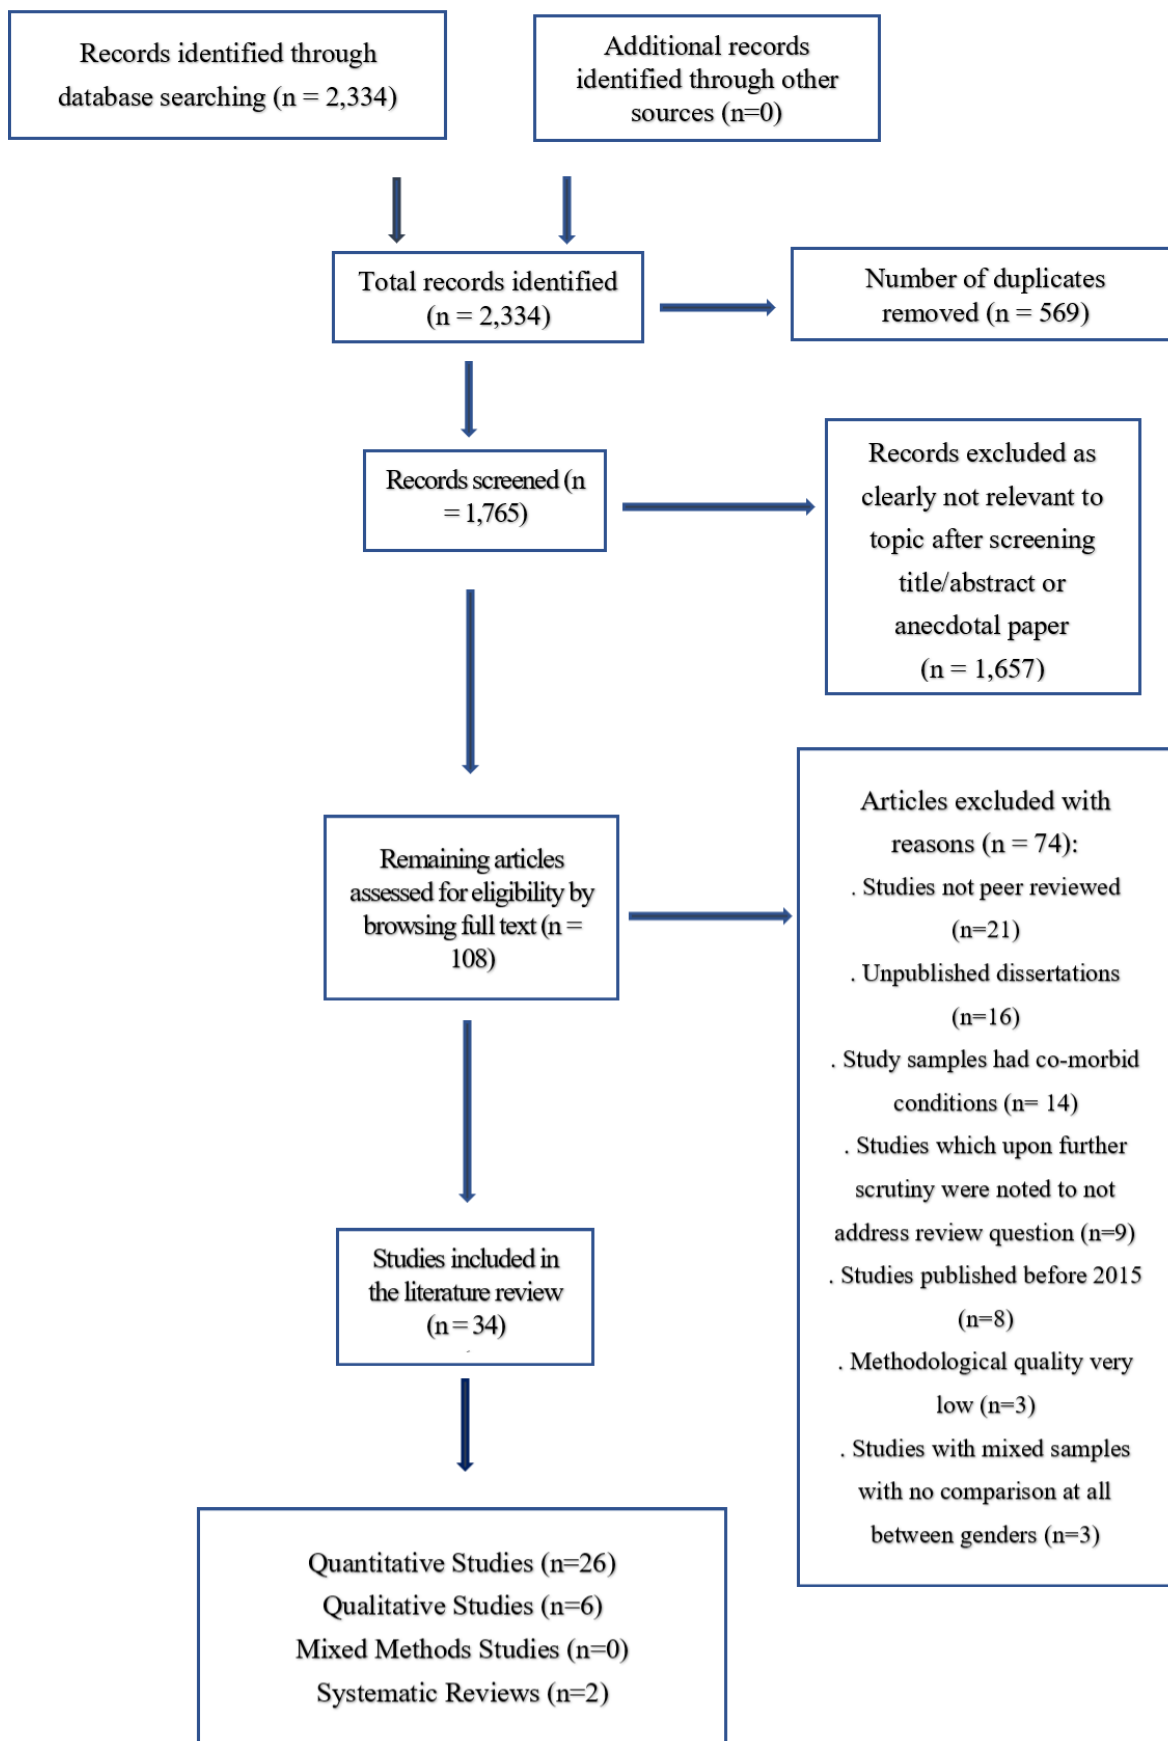 Records identified through
database searching (n = 2,334)
Additional records
identified through other
sources (n=0)
Total records identified
(n = 2,334)
Number of duplicates
removed (n = 569)
Records screened (n
= 1,765)
Records excluded as
clearly not relevant to
topic after screening
title/abstract or
anecdotal paper
(n = 1,657)
Remaining articles
assessed for eligibility by
browsing full text (n =
108)
Articles excluded with
reasons (n = 74):
. Studies not peer reviewed
(n=21)
. Unpublished dissertations
(n=16)
. Study samples had co-morbid
conditions (n= 14)
. Studies which upon further
scrutiny were noted to not
address review question (n=9)
. Studies published before 2015
(n=8)
. Methodological quality very
low (n=3)
. Studies with mixed samples
with no comparison at all
between genders (n=3)
Studies included in
the literature review
(n = 34)
Quantitative Studies (n=26)
Qualitative Studies (n=6)
Mixed Methods Studies (n=0)
Systematic Reviews (n=2)